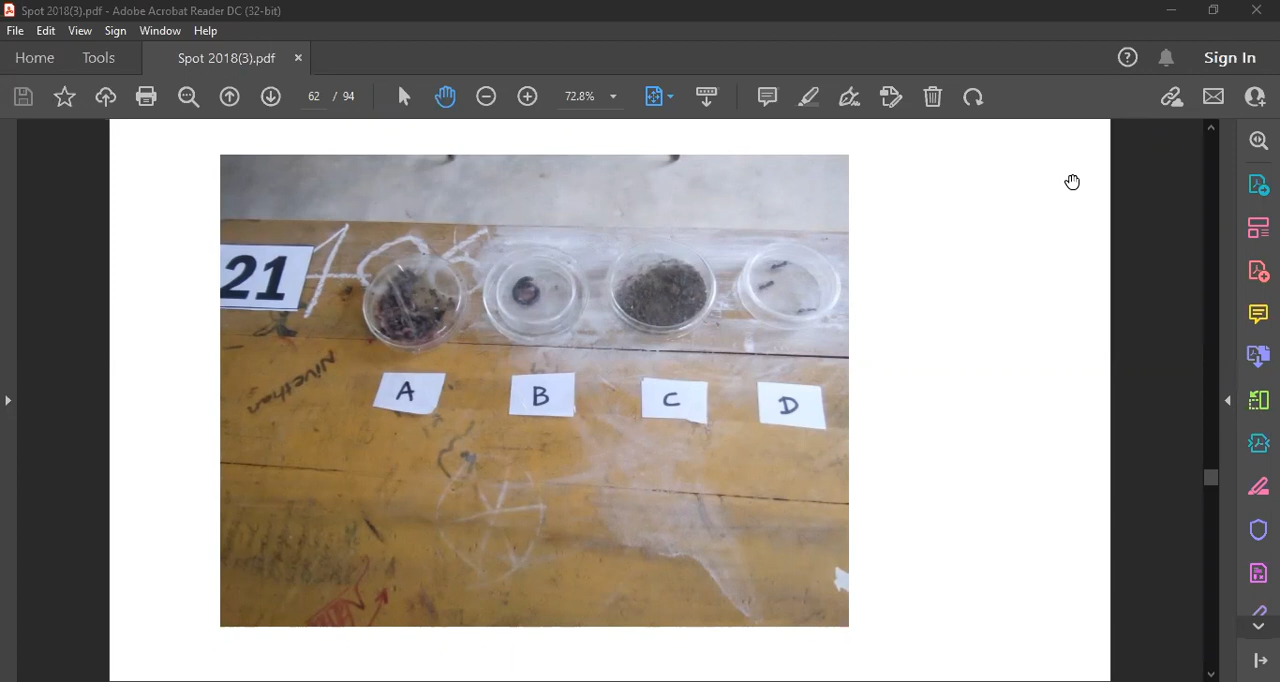 Spot 2018(3).pdf - Adobe Acrobat Reader DC (32-bit)
File Edit View Sign Window Help
Home Tools Spot 2018(3).pdf × Sign In
62 / 94 72.8%
21
A B C D
Nivethan